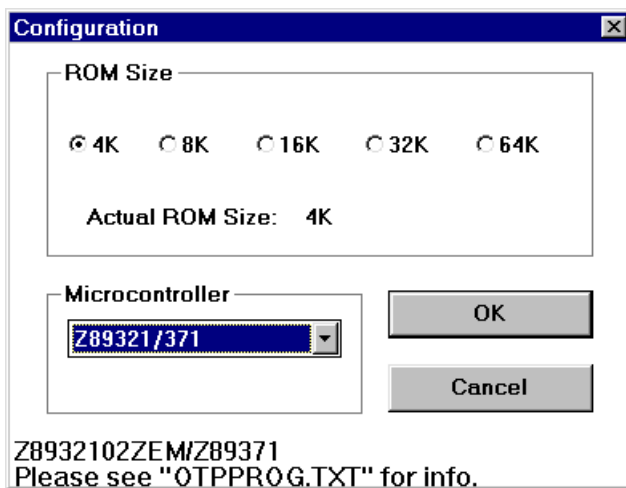 Configuration
ROM Size
4K 8K 16K 32K 64K
Actual ROM Size: 4K
Microcontroller
Z89321/371
OK
Cancel
Z8932102ZEM/Z89371
Please see "OTPPROG.TXT" for info.